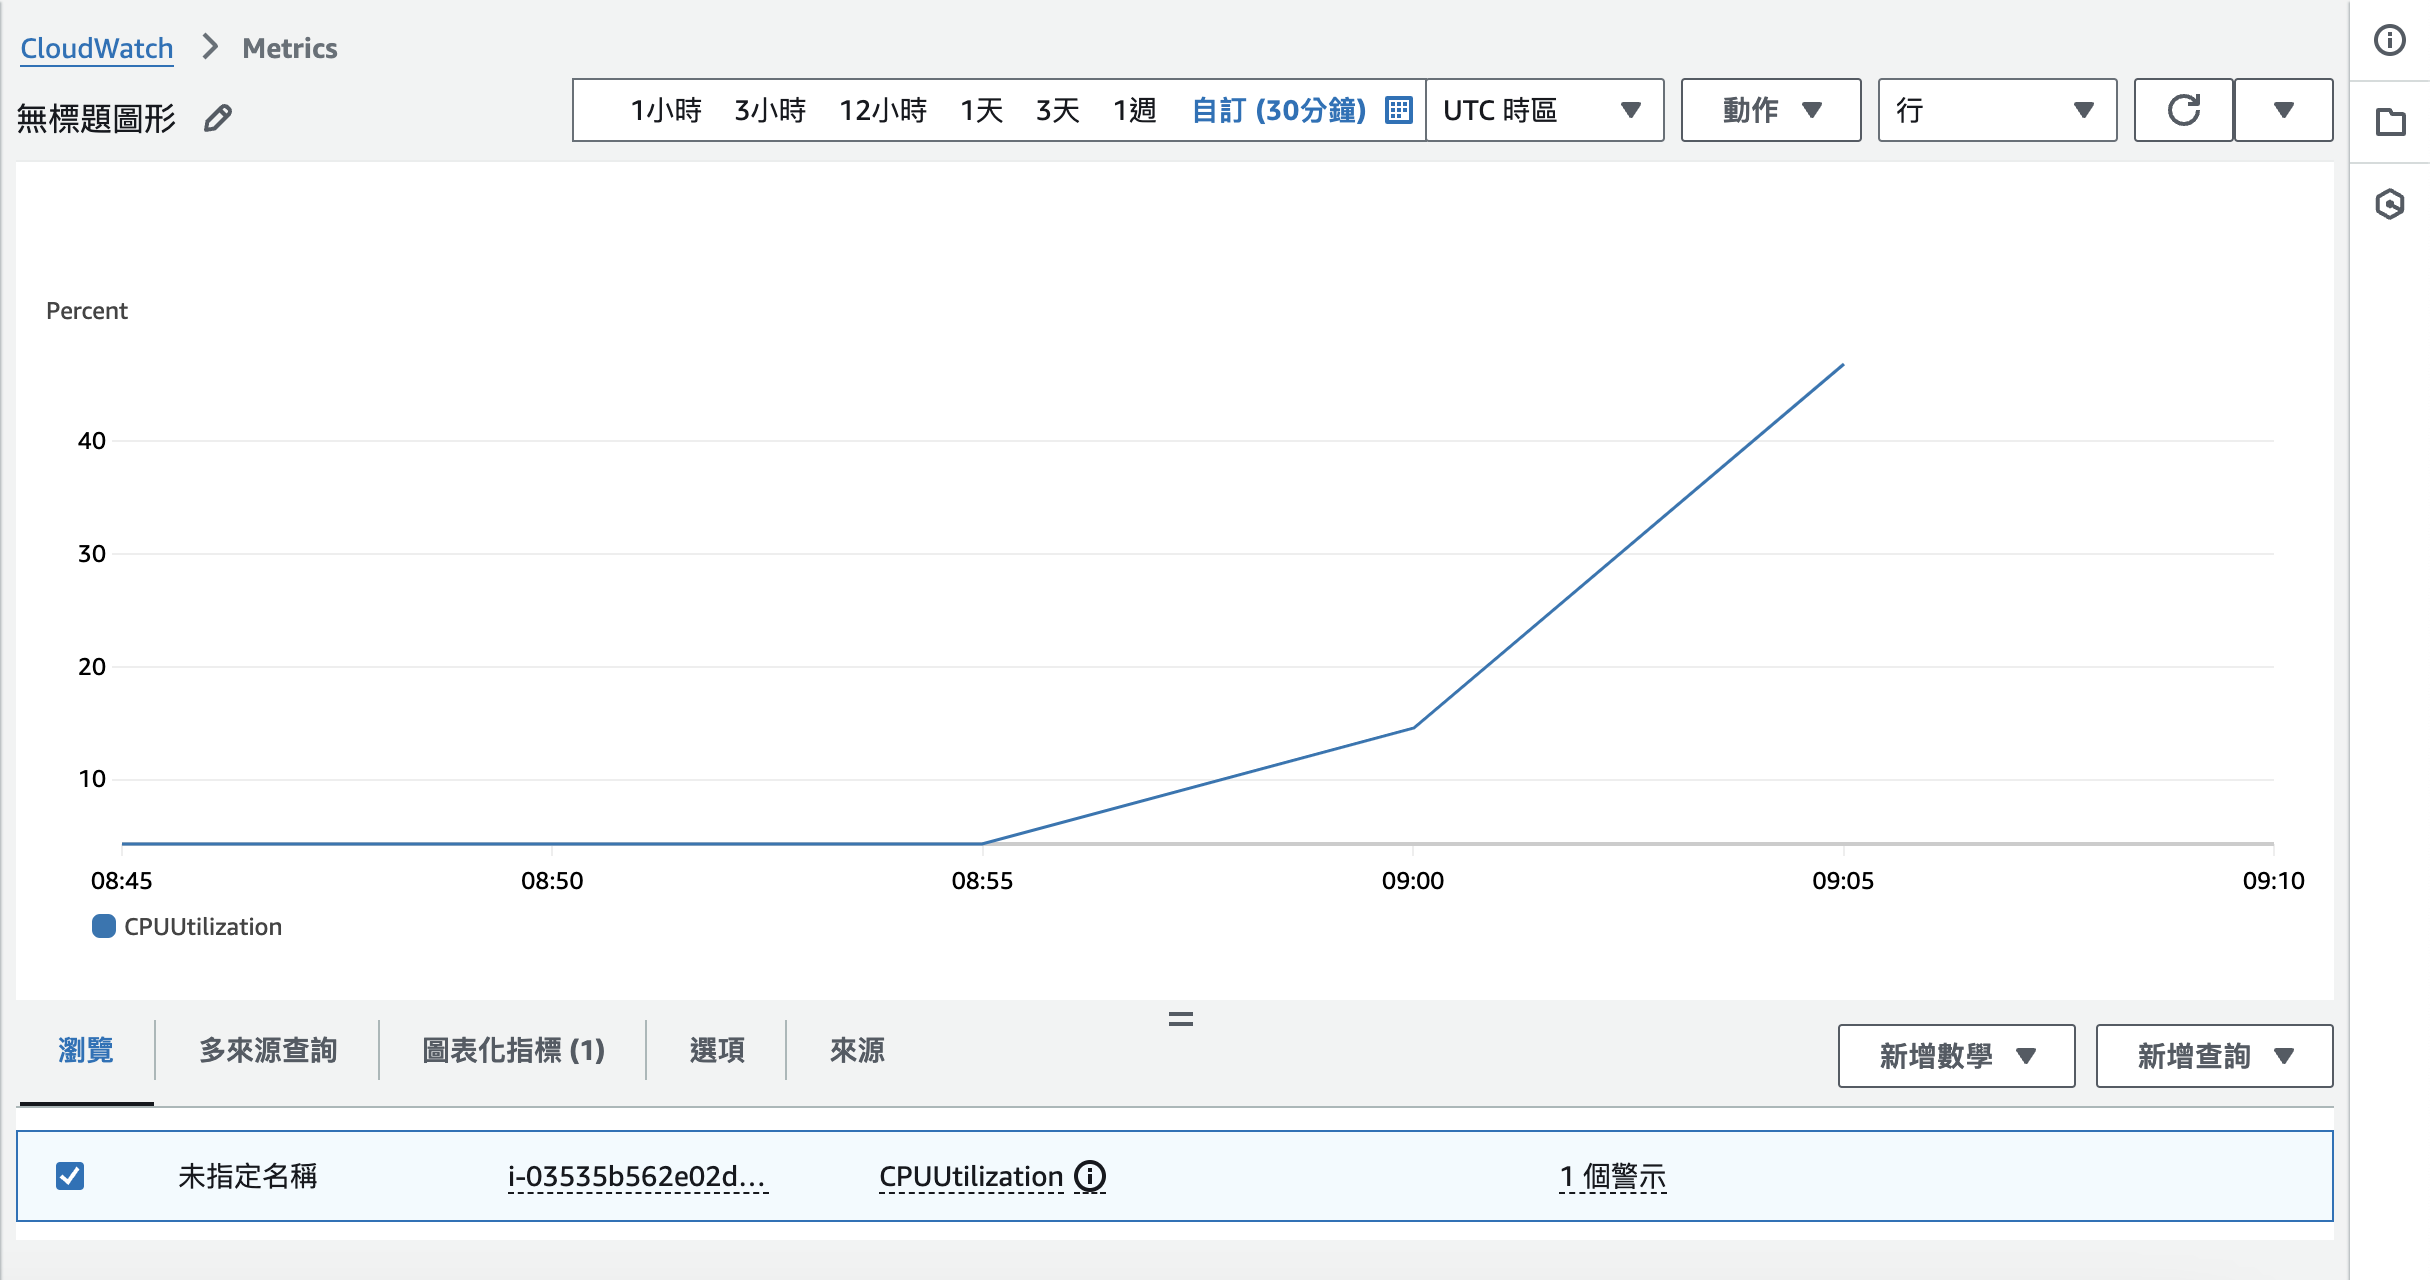 CloudWatch > Metrics
無標題圖形
1小時 3小時 12小時 1天 3天 1週 自訂 (30分鐘) UTC 時區 動作 行
Percent
40
30
20
10
08:45 08:50 08:55 09:00 09:05 09:10
CPUUtilization
瀏覽 多來源查詢 圖表化指標 (1) 選項 來源 新增數學 新增查詢
未指定名稱 i-03535b562e02d... CPUUtilization 1 個警示